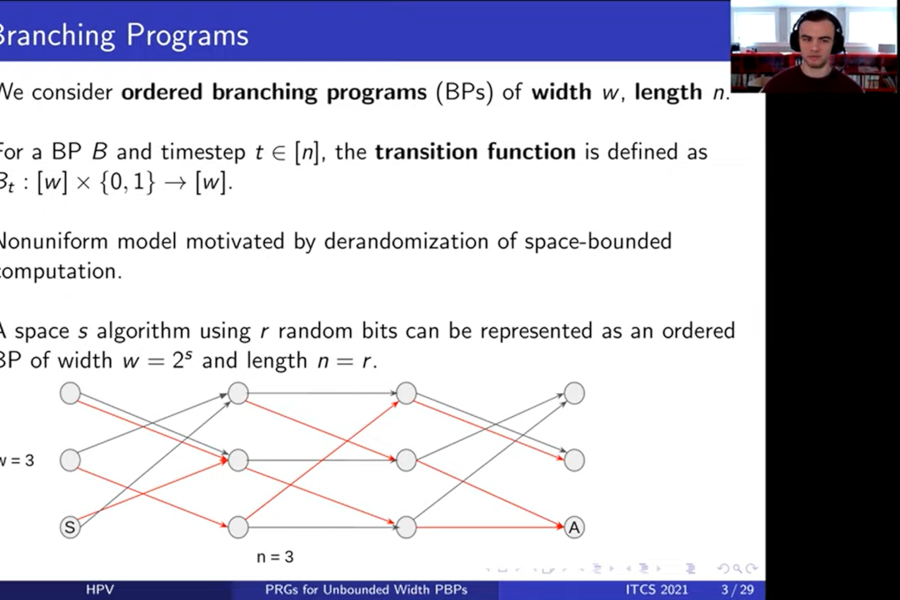 Branching Programs
We consider ordered branching programs (BPs) of width w, length n.
For a BP B and timestep t ∈ [n], the transition function is defined as
B_t : [w] × {0, 1} → [w].
Nonuniform model motivated by derandomization of space-bounded
computation.
A space s algorithm using r random bits can be represented as an ordered
BP of width w = 2^s and length n = r.
w = 3
S
A
n = 3
HPV PRGs for Unbounded Width PBPs ITCS 2021 3 / 29